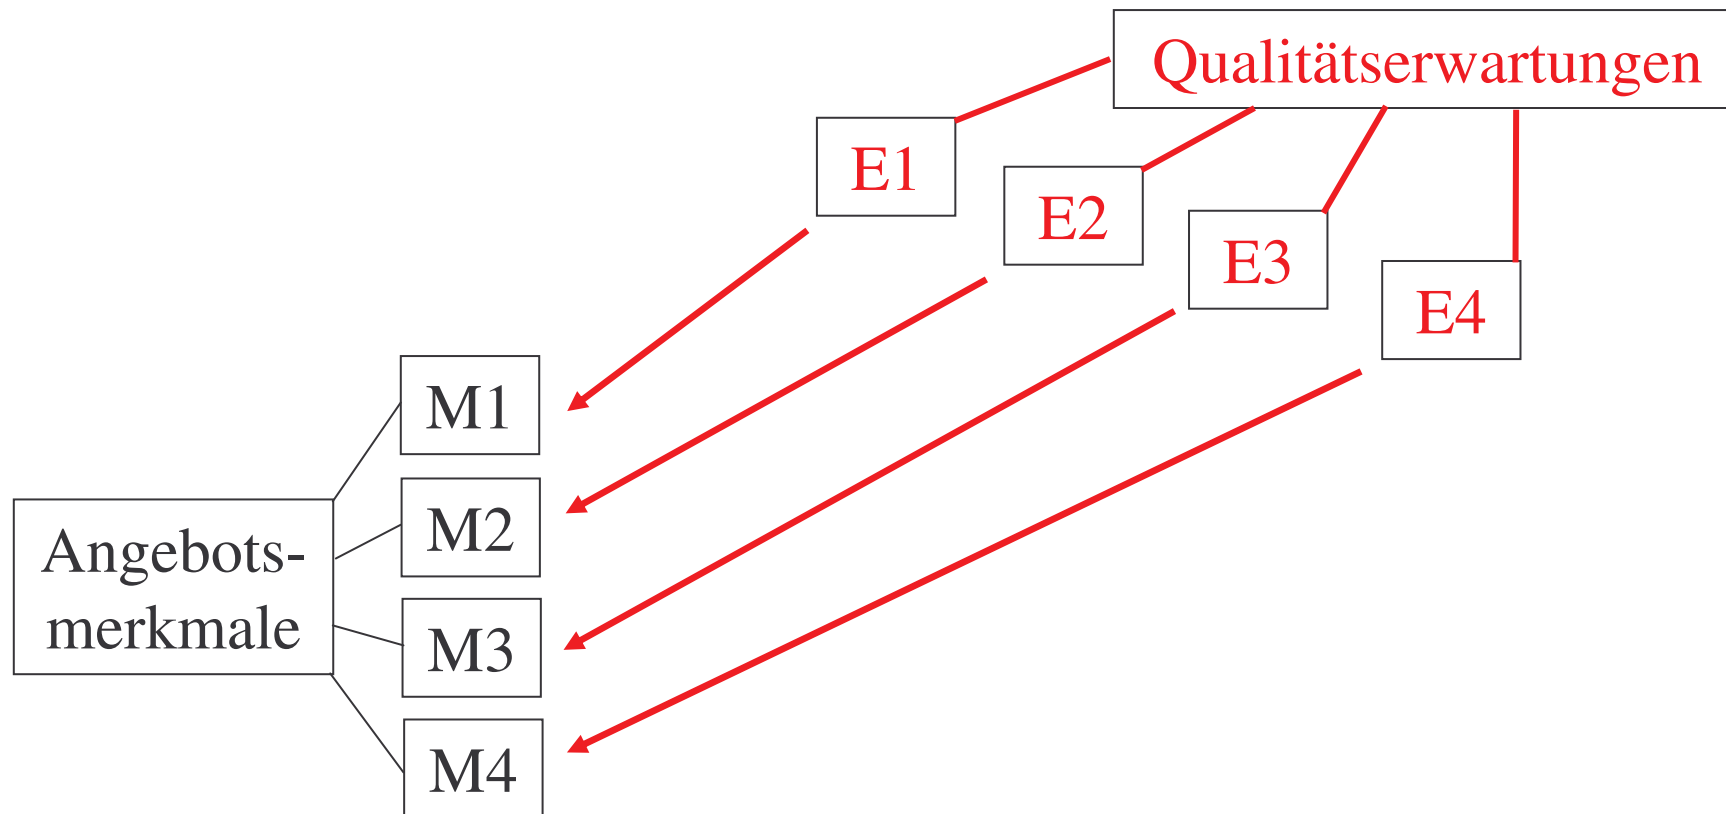 Qualitätserwartungen
E1
E2
E3
E4
M1
M2
Angebots-
merkmale
M3
M4